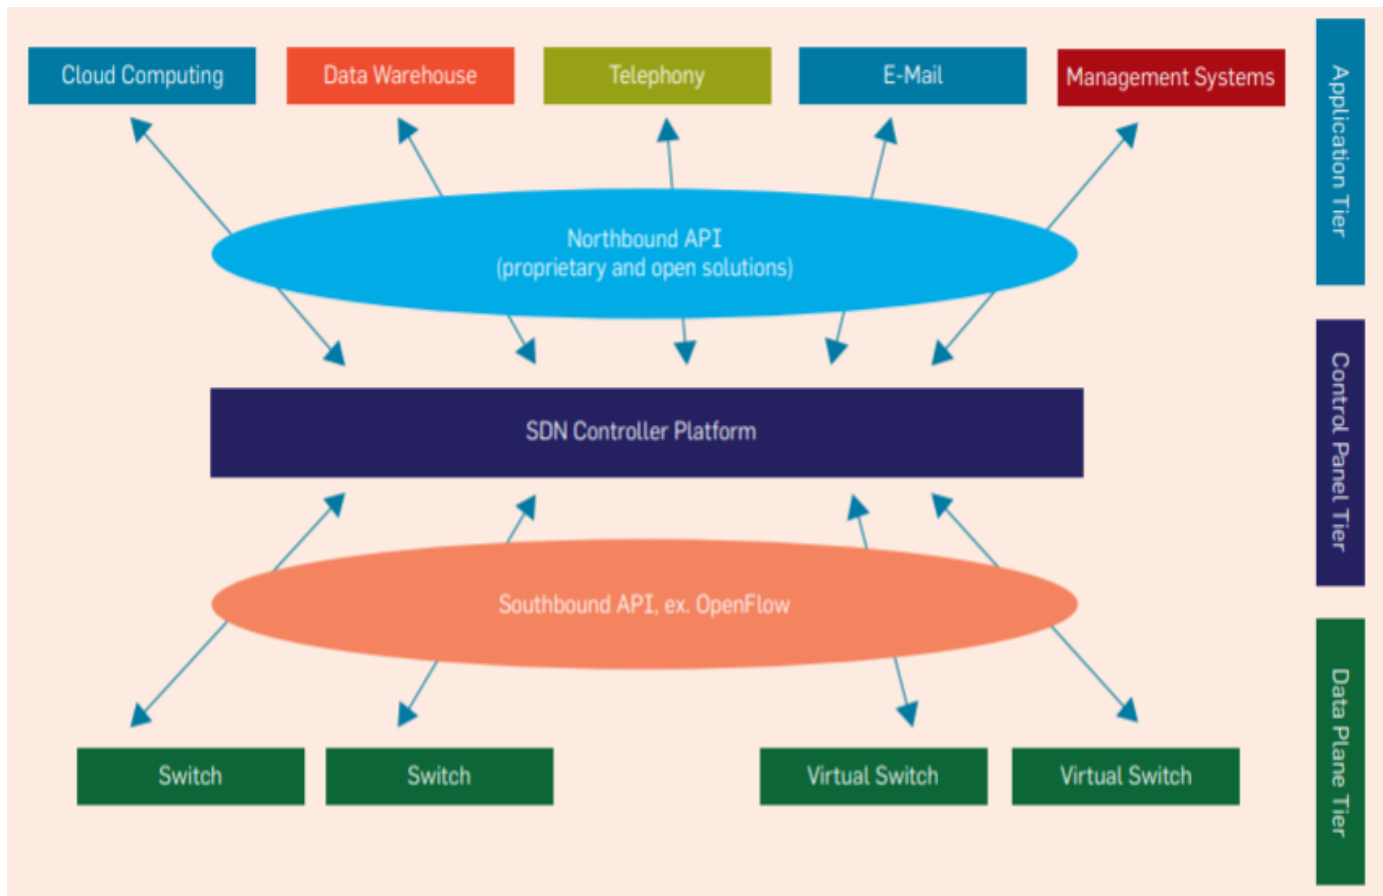 Cloud Computing
Data Warehouse
Telephony
E-Mail
Management Systems
Application Tier
Northbound API
(proprietary and open solutions)
SDN Controller Platform
Control Panel Tier
Southbound API, ex. OpenFlow
Switch
Switch
Virtual Switch
Virtual Switch
Data Plane Tier